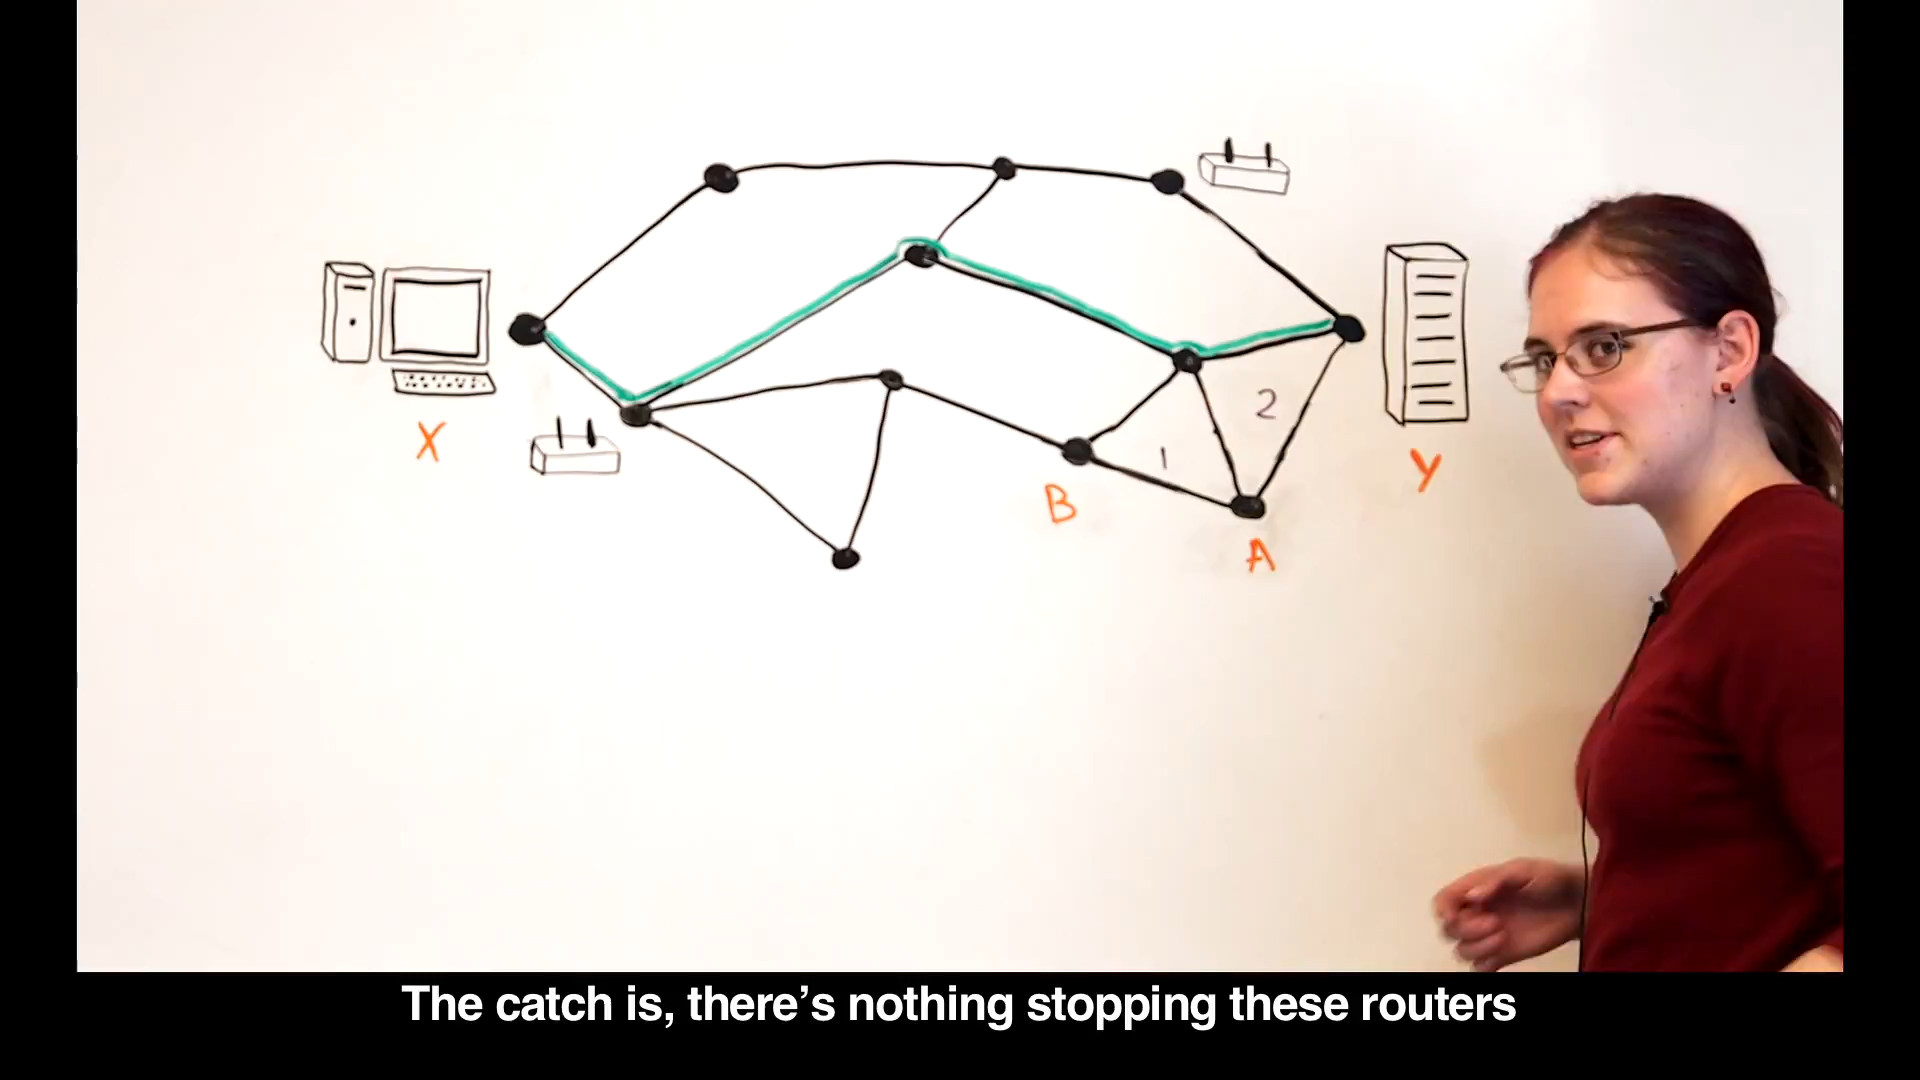 X
B
1
2
A
Y
The catch is, there's nothing stopping these routers